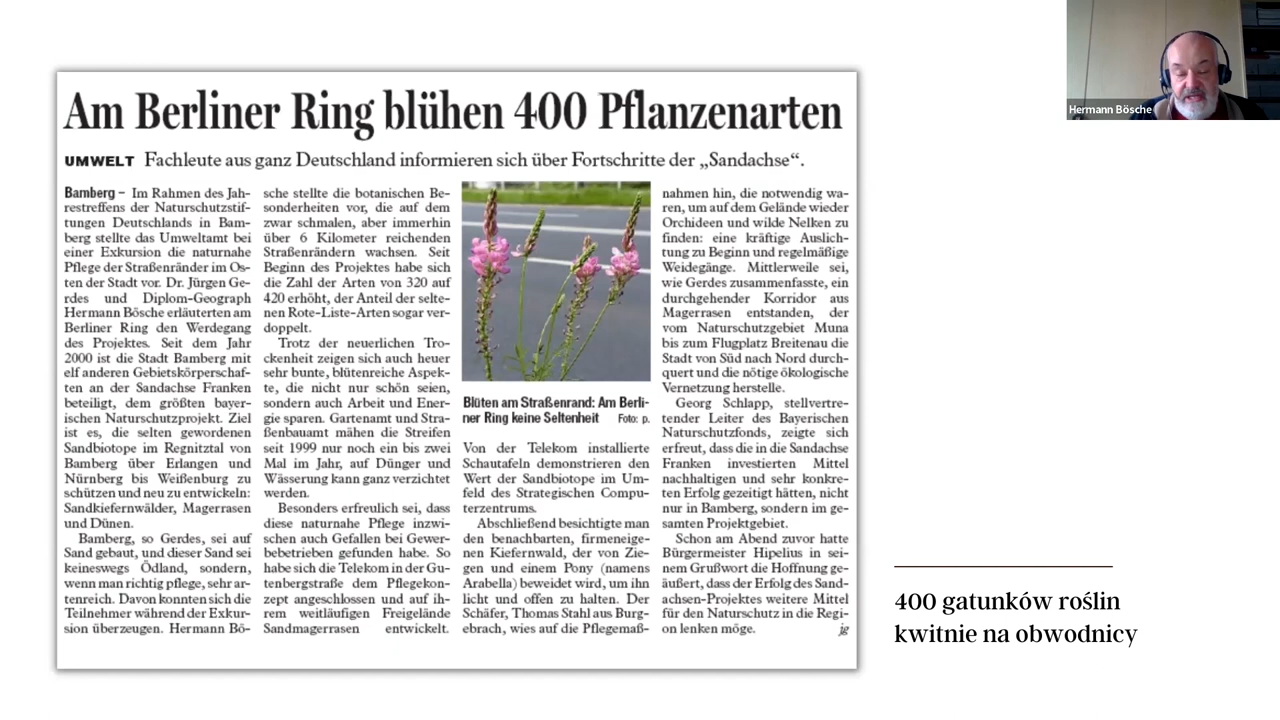 Am Berliner Ring blühen 400 Pflanzenarten
UMWELT Fachleute aus ganz Deutschland informieren sich über Fortschritte der „Sandachse“.
Bamberg – Im Rahmen des Jah-
restreffens der Naturschutzstif-
tungen Deutschlands in Bam-
berg stellte das Umweltamt bei
einer Exkursion die naturnahe
Pflege der Straßenränder im Os-
ten der Stadt vor. Dr. Jürgen Ge-
rdes und Diplom-Geograph
Hermann Bösche erläuterten am
Berliner Ring den Werdegang
des Projektes. Seit dem Jahr
2000 ist die Stadt Bamberg mit
elf anderen Gebietskörperschaf-
ten an der Sandachse Franken
beteiligt, dem größten bayer-
ischen Naturschutzprojekt. Ziel
ist es, die selten gewordenen
Sandbiotope im Regnitztal von
Bamberg über Erlangen und
Nürnberg bis Weißenburg zu
schützen und neu zu entwickeln:
Sandkiefernwälder, Magerrasen
und Dünen.
Bamberg, so Gerdes, sei auf
Sand gebaut, und dieser Sand sei
keineswegs Ödland, sondern,
wenn man richtig pflege, sehr ar-
tenreich. Davon konnten sich die
Teilnehmer während der Exkur-
sion überzeugen. Hermann Bö-
sche stellte die botanischen Be-
sonderheiten vor, die auf dem
zwar schmalen, aber immerhin
über 6 Kilometer reichenden
Straßenrändern wachsen. Seit
Beginn des Projektes habe sich
die Zahl der Arten von 320 auf
420 erhöht, der Anteil der selte-
nen Rote-Liste-Arten sogar ver-
doppelt.
Trotz der neuerlichen Tro-
ckenheit zeigen sich auch heuer
sehr bunte, blütenreiche Aspek-
te, die nicht nur schön seien,
sondern auch Arbeit und Ener-
gie sparen. Gartenamt und Stra-
ßenbauamt mähen die Streifen
seit 1999 nur noch ein bis zwei
Mal im Jahr, auf Dünger und
Wässerung kann ganz verzichtet
werden.
Besonders erfreulich sei, dass
diese naturnahe Pflege inzwi-
schen auch Gefallen bei Gewer-
bebetrieben gefunden habe. So
habe sich die Telekom in der Gu-
tenbergstraße dem Pflegekon-
zept angeschlossen und auf ih-
rem weitläufigen Freigelände
Sandmagerrasen entwickelt.
Blüten am Straßenrand: Am Berli-
ner Ring keine Seltenheit Foto: p.
Von der Telekom installierte
Schautafeln demonstrieren den
Wert der Sandbiotope im Um-
feld des Strategischen Compu-
terzentrums.
Abschließend besichtigte man
den benachbarten, firmeneige-
nen Kiefernwald, der von Zie-
gen und einem Pony (namens
Arabella) beweidet wird, um ihn
licht und offen zu halten. Der
Schäfer, Thomas Stahl aus Burg-
ebrach, wies auf die Pflegemaß-
nahmen hin, die notwendig wa-
ren, um auf dem Gelände wieder
Orchideen und wilde Nelken zu
finden: eine kräftige Auslich-
tung zu Beginn und regelmäßige
Weidegänge. Mittlerweile sei,
wie Gerdes zusammenfasste, ein
durchgehender Korridor aus
Magerrasen entstanden, der
vom Naturschutzgebiet Muna
bis zum Flugplatz Breitenau die
Stadt von Süd nach Nord durch-
quert und die nötige ökologische
Vernetzung herstelle.
Georg Schlapp, stellvertre-
tender Leiter des Bayerischen
Naturschutzfonds, zeigte sich
erfreut, dass die in die Sandachse
Franken investierten Mittel
nachhaltigen und sehr konkre-
ten Erfolg gezeitigt hätten, nicht
nur in Bamberg, sondern im ge-
samten Projektgebiet.
Schon am Abend zuvor hatte
Bürgermeister Hipelius in sei-
nem Grußwort die Hoffnung ge-
äußert, dass der Erfolg des Sand-
achsen-Projektes weitere Mittel
für den Naturschutz in die Regi-
on lenken möge. jg
Hermann Bösche
400 gatunków roślin
kwitnie na obwodnicy